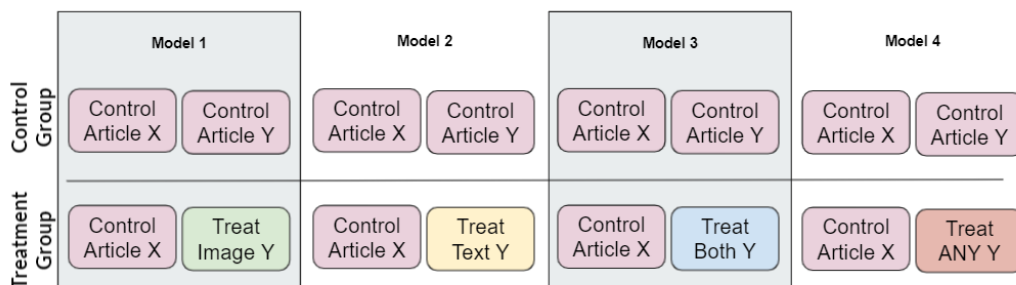 Model 1
Model 2
Model 3
Model 4
Control
Group
Control
Article X
Control
Article Y
Control
Article X
Control
Article Y
Control
Article X
Control
Article Y
Control
Article X
Control
Article Y
Treatment
Group
Control
Article X
Treat
Image Y
Control
Article X
Treat
Text Y
Control
Article X
Treat
Both Y
Control
Article X
Treat
ANY Y